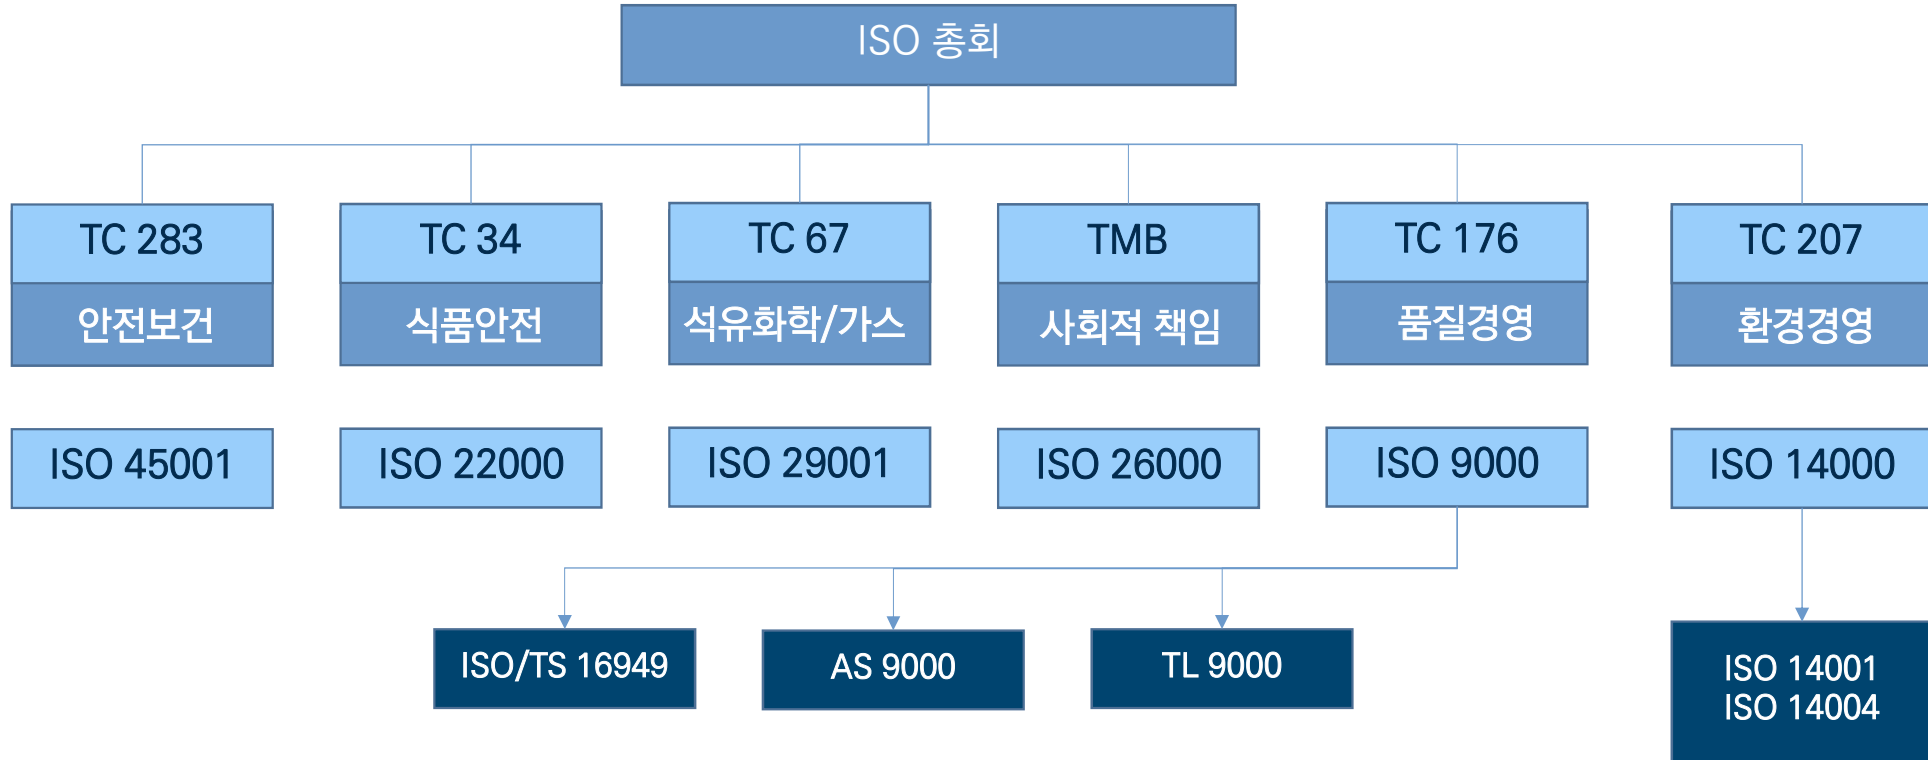 ISO 총회
TC 283
TC 34
TC 67
TMB
TC 176
TC 207
안전보건
식품안전
석유화학/가스
사회적 책임
품질경영
환경경영
ISO 45001
ISO 22000
ISO 29001
ISO 26000
ISO 9000
ISO 14000
ISO/TS 16949
AS 9000
TL 9000
ISO 14001
ISO 14004